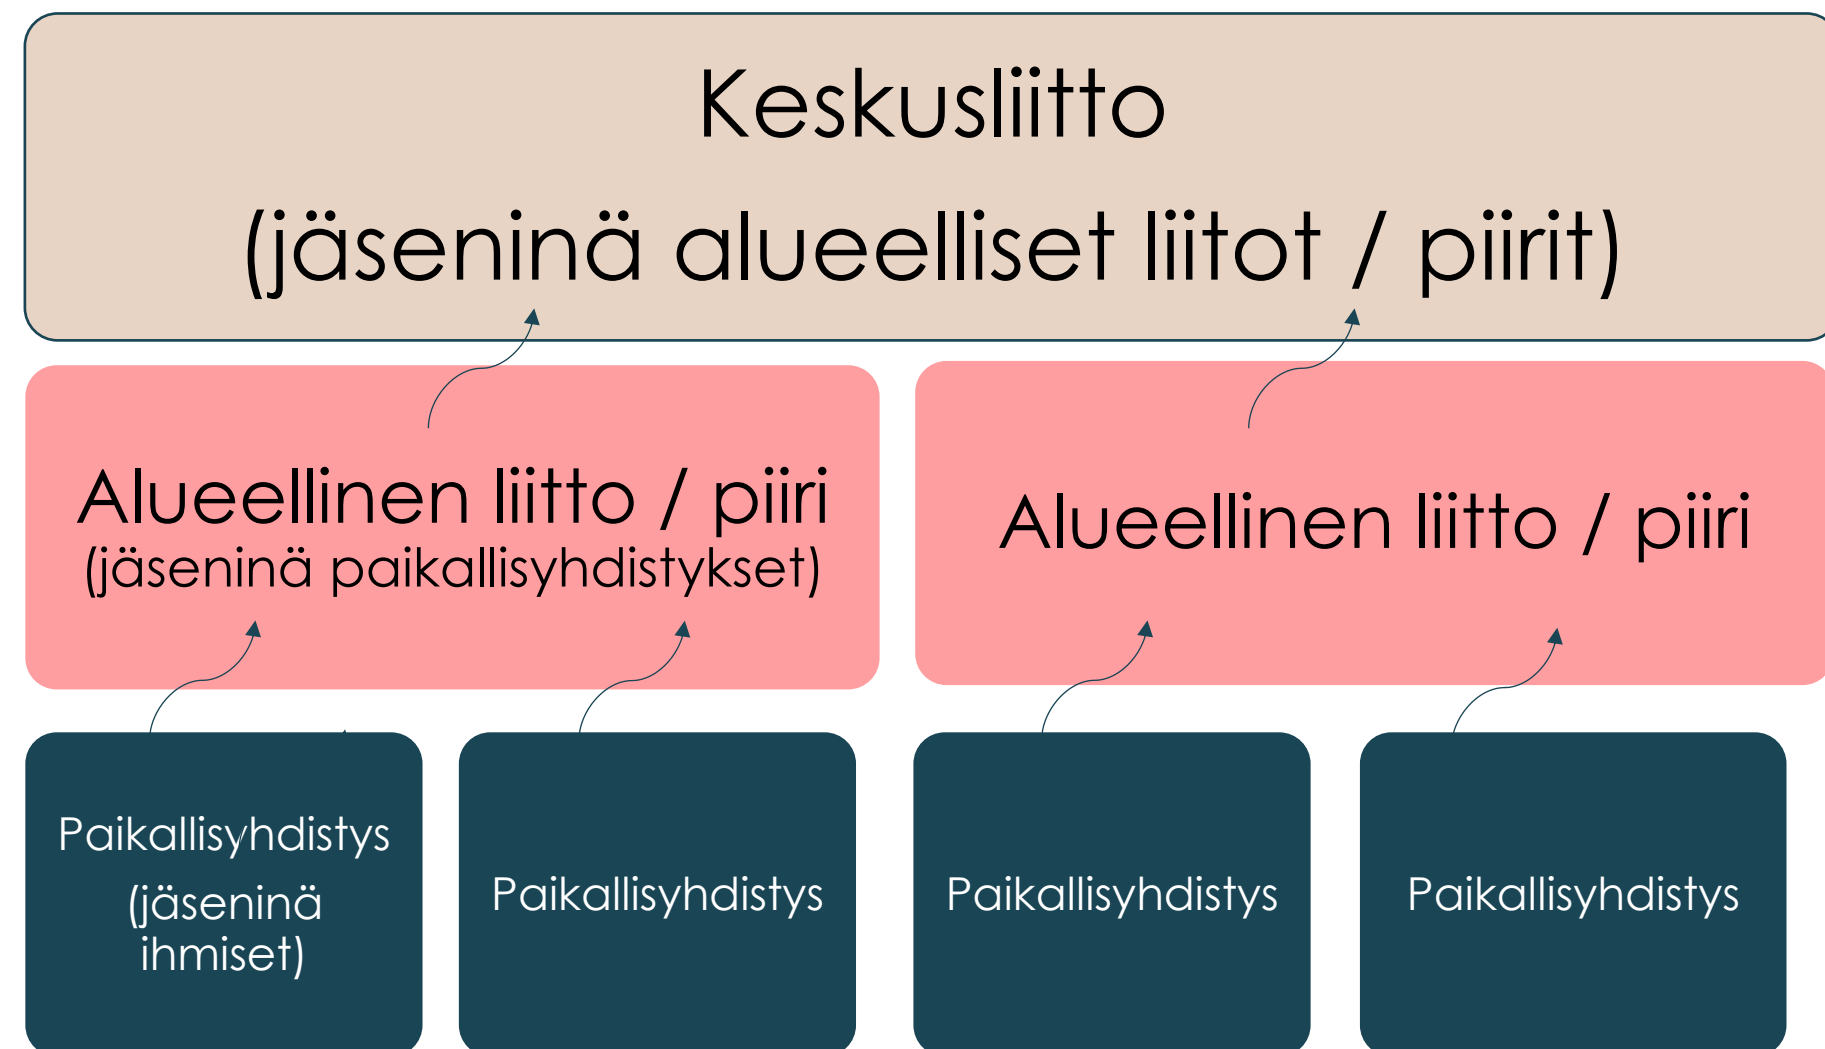 Keskusliitto
(jäseninä alueelliset liitot / piirit)
Alueellinen liitto / piiri
(jäseninä paikallisyhdistykset)
Alueellinen liitto / piiri
Paikallisyhdistys
(jäseninä
ihmiset)
Paikallisyhdistys
Paikallisyhdistys
Paikallisyhdistys